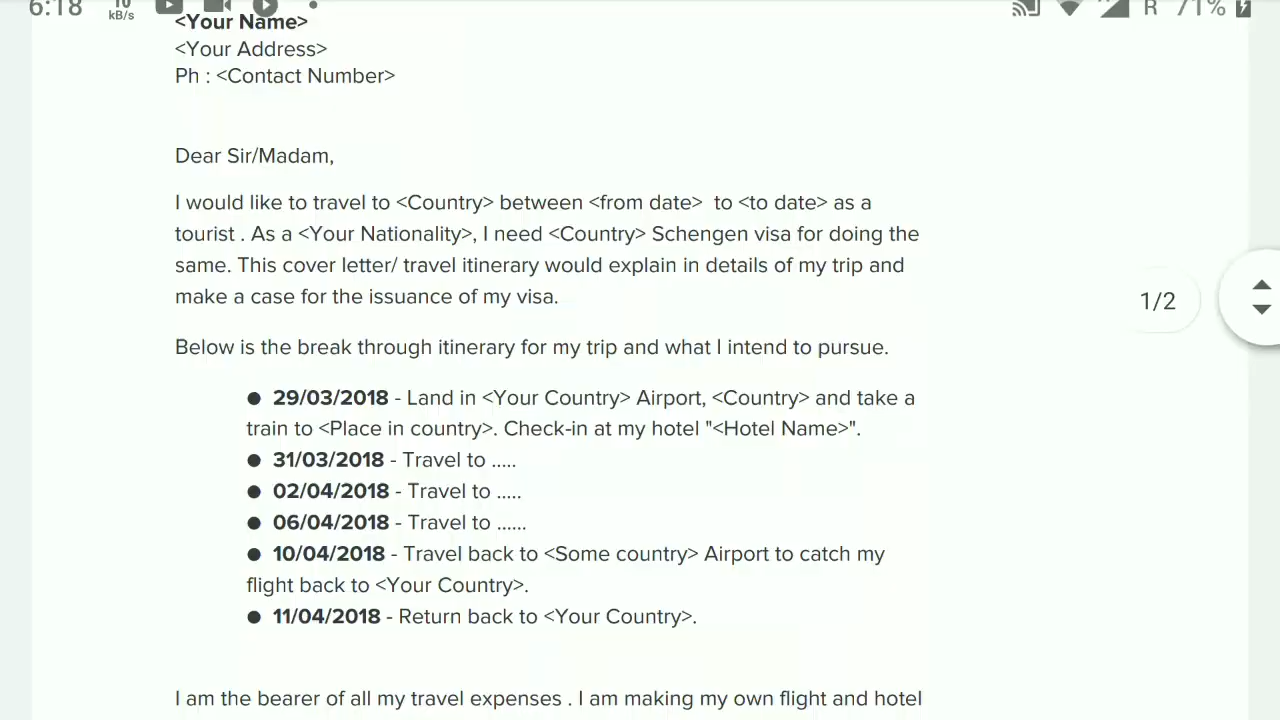 6:18 10 kB/s R 71%
<Your Name>
<Your Address>
Ph : <Contact Number>
Dear Sir/Madam,
I would like to travel to <Country> between <from date>  to <to date> as a
tourist . As a <Your Nationality>, I need <Country> Schengen visa for doing the
same. This cover letter/ travel itinerary would explain in details of my trip and
make a case for the issuance of my visa.
1/2
Below is the break through itinerary for my trip and what I intend to pursue.
● 29/03/2018 - Land in <Your Country> Airport, <Country> and take a
train to <Place in country>. Check-in at my hotel "<Hotel Name>".
● 31/03/2018 - Travel to .....
● 02/04/2018 - Travel to .....
● 06/04/2018 - Travel to ......
● 10/04/2018 - Travel back to <Some country> Airport to catch my
flight back to <Your Country>.
● 11/04/2018 - Return back to <Your Country>.
I am the bearer of all my travel expenses . I am making my own flight and hotel